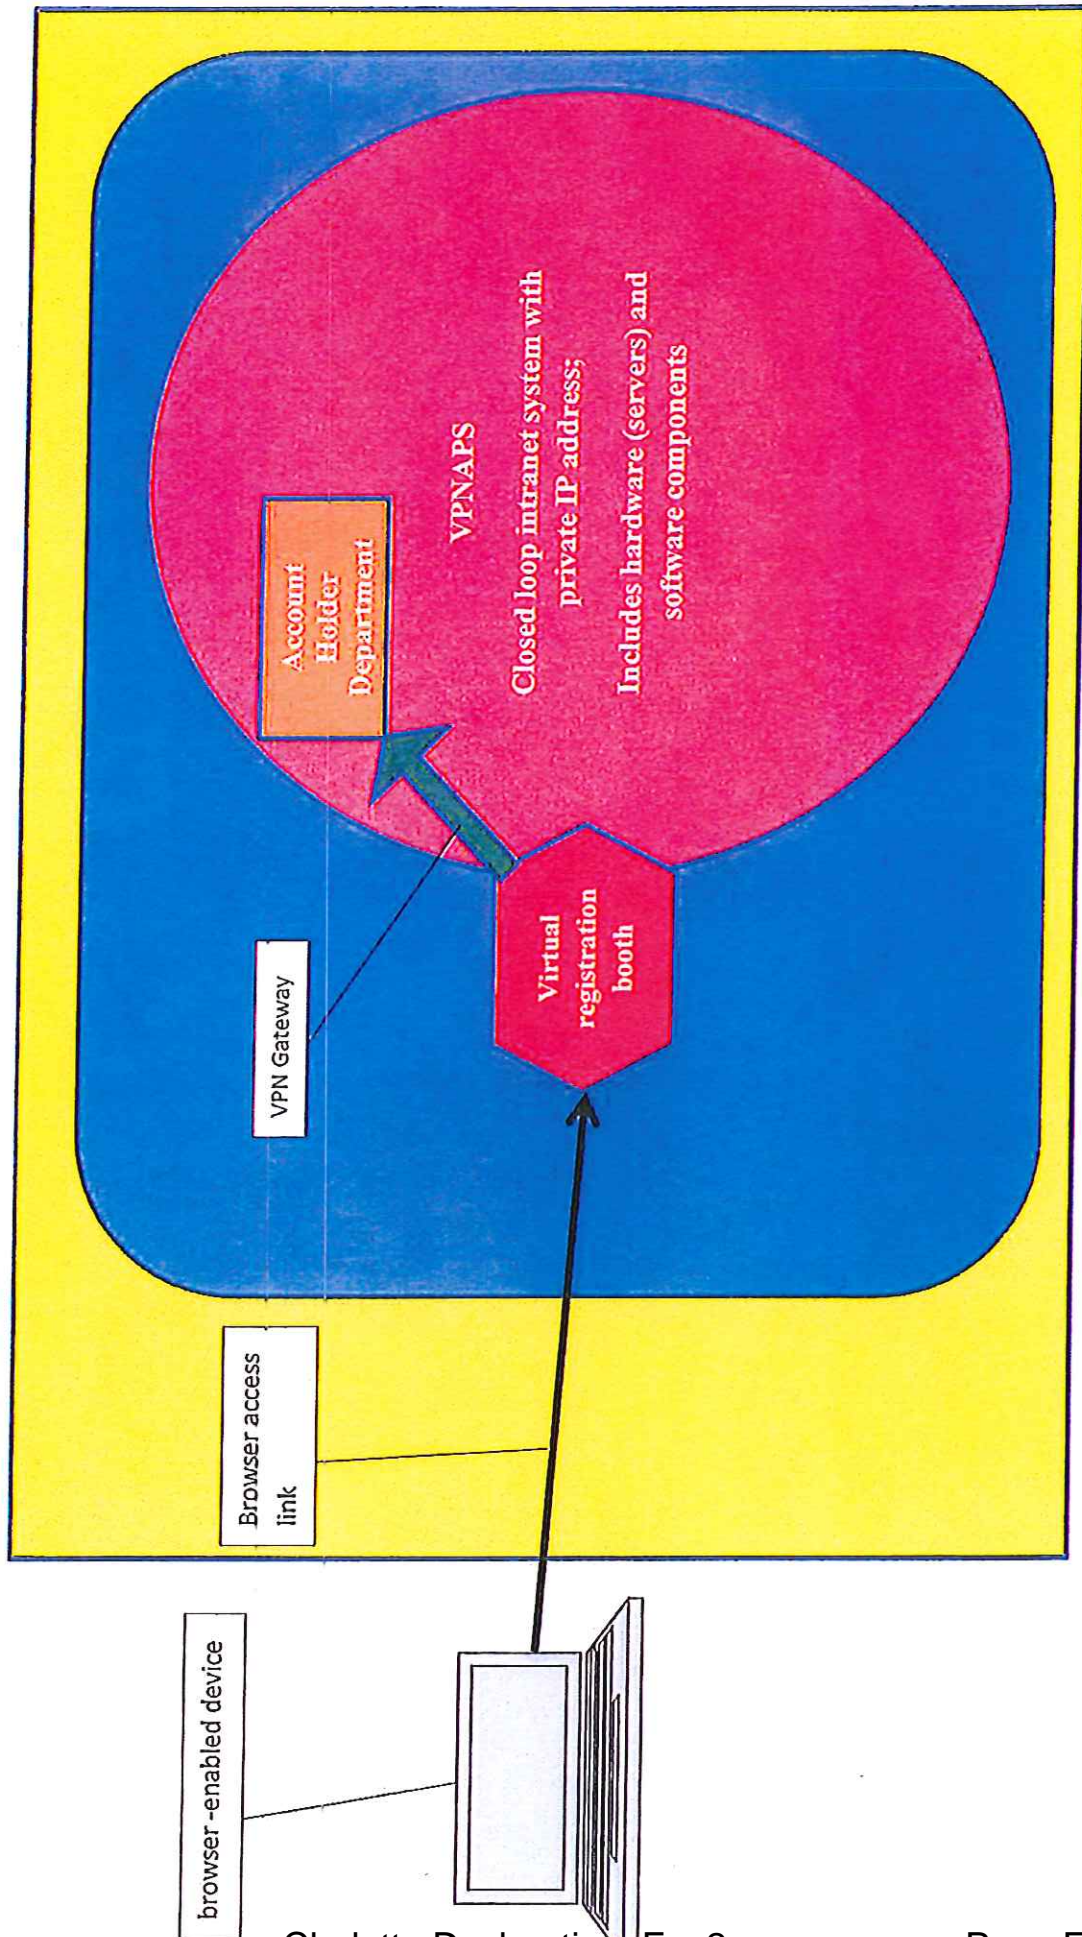 browser -enabled device
Browser access
link
VPN Gateway
Virtual
registration
booth
Account
Holder
Department
VPNAPS
Closed loop intranet system with
private IP address;
Includes hardware (servers) and
software components